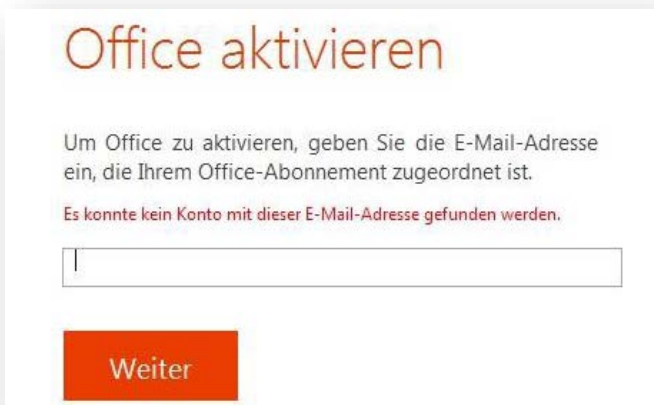 Office aktivieren
Um Office zu aktivieren, geben Sie die E-Mail-Adresse
ein, die Ihrem Office-Abonnement zugeordnet ist.
Es konnte kein Konto mit dieser E-Mail-Adresse gefunden werden.
Weiter